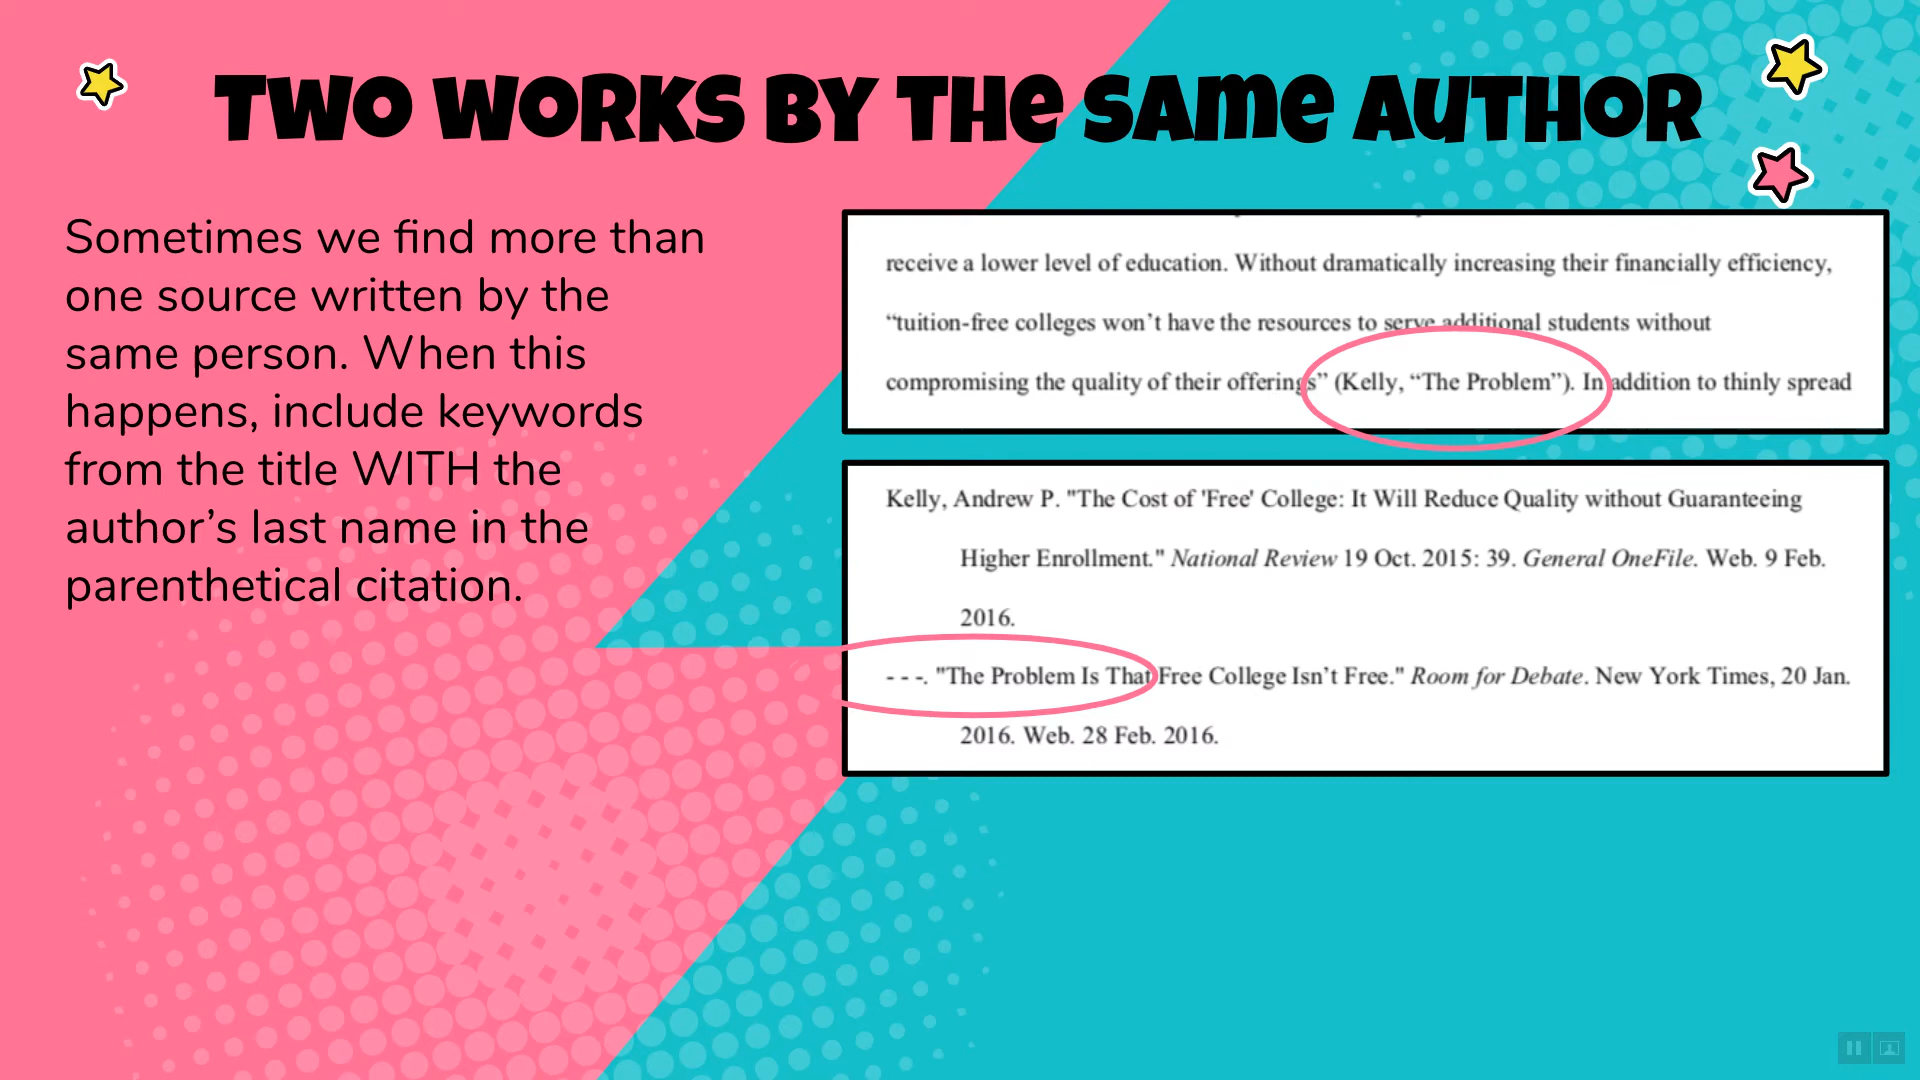 TWO WORKS BY THE SAME AUTHOR
Sometimes we find more than
one source written by the
same person. When this
happens, include keywords
from the title WITH the
author’s last name in the
parenthetical citation.
receive a lower level of education. Without dramatically increasing their financially efficiency,
“tuition-free colleges won’t have the resources to serve additional students without
compromising the quality of their offerings” (Kelly, “The Problem”). In addition to thinly spread
Kelly, Andrew P. "The Cost of 'Free' College: It Will Reduce Quality without Guaranteeing
Higher Enrollment." National Review 19 Oct. 2015: 39. General OneFile. Web. 9 Feb.
2016.
- - -. "The Problem Is That Free College Isn’t Free." Room for Debate. New York Times, 20 Jan.
2016. Web. 28 Feb. 2016.